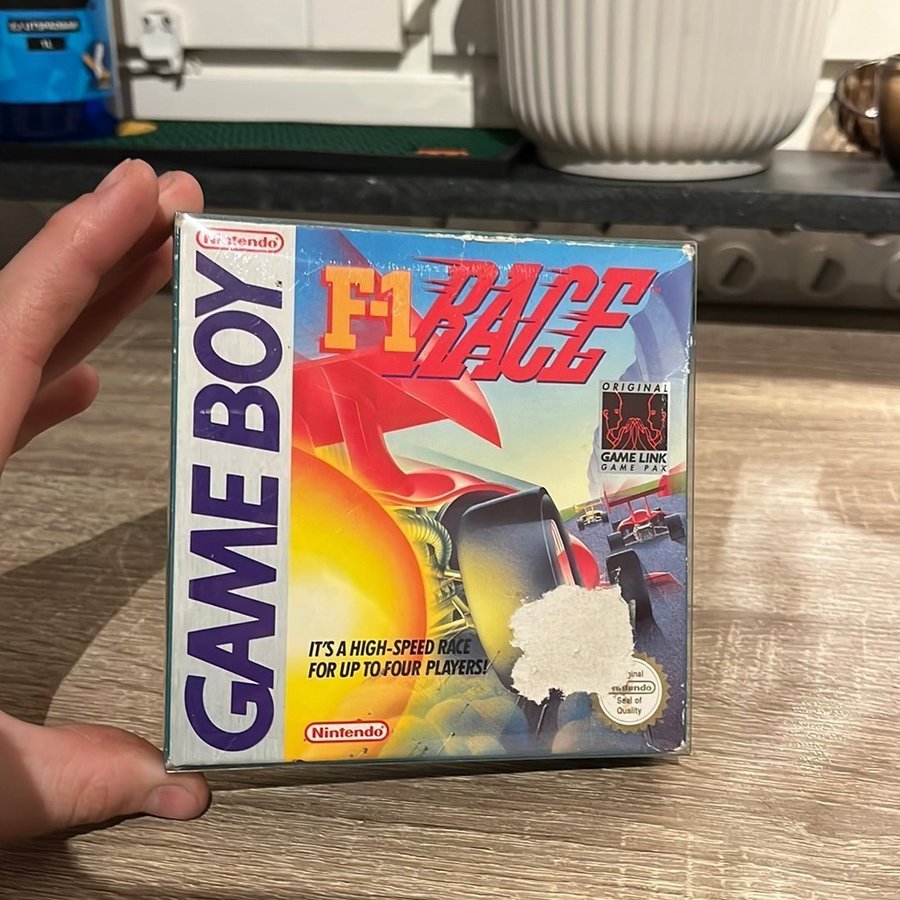 Nintendo
GAME BOY
F-1 RACE
ORIGINAL
GAME LINK
GAME PAK
IT'S A HIGH-SPEED RACE
FOR UP TO FOUR PLAYERS!
Nintendo
Nintendo
Seal of
Quality